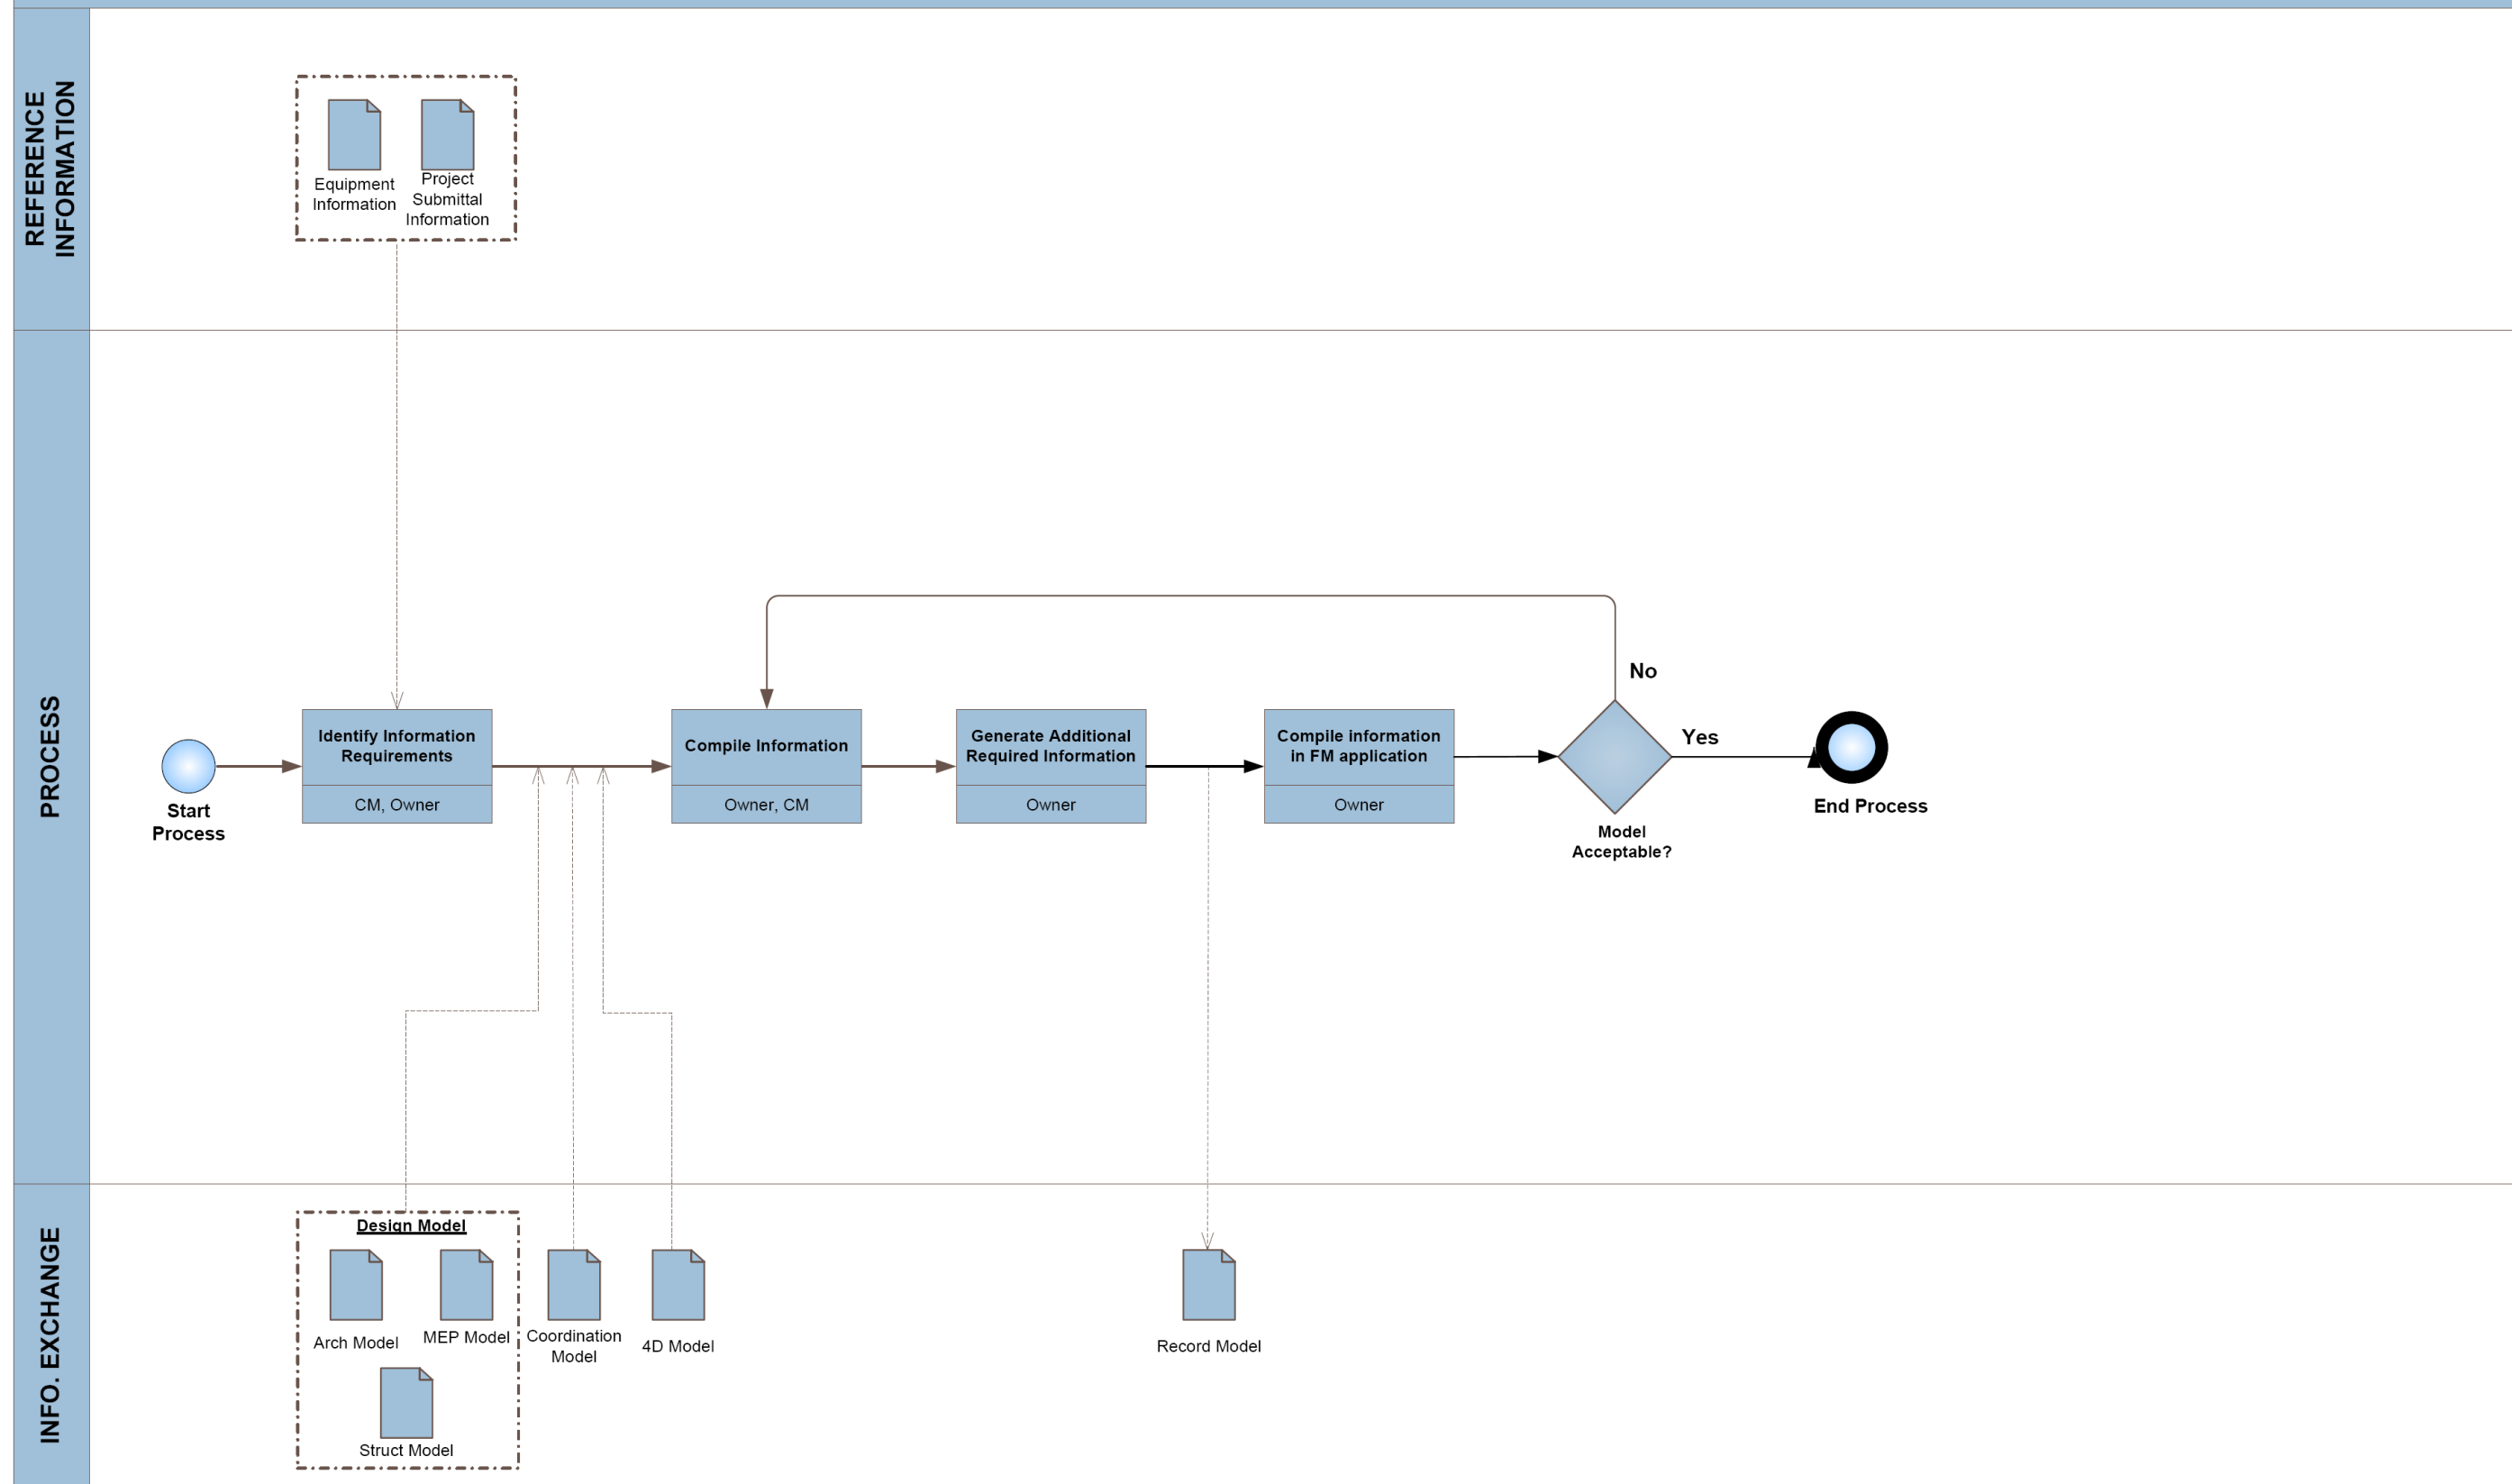 REFERENCE
INFORMATION
Equipment
Information
Project
Submittal
Information
PROCESS
Start
Process
Identify Information
Requirements
CM, Owner
Compile Information
Owner, CM
Generate Additional
Required Information
Owner
Compile information
in FM application
Owner
No
Yes
Model
Acceptable?
End Process
INFO. EXCHANGE
Design Model
Arch Model
MEP Model
Struct Model
Coordination
Model
4D Model
Record Model